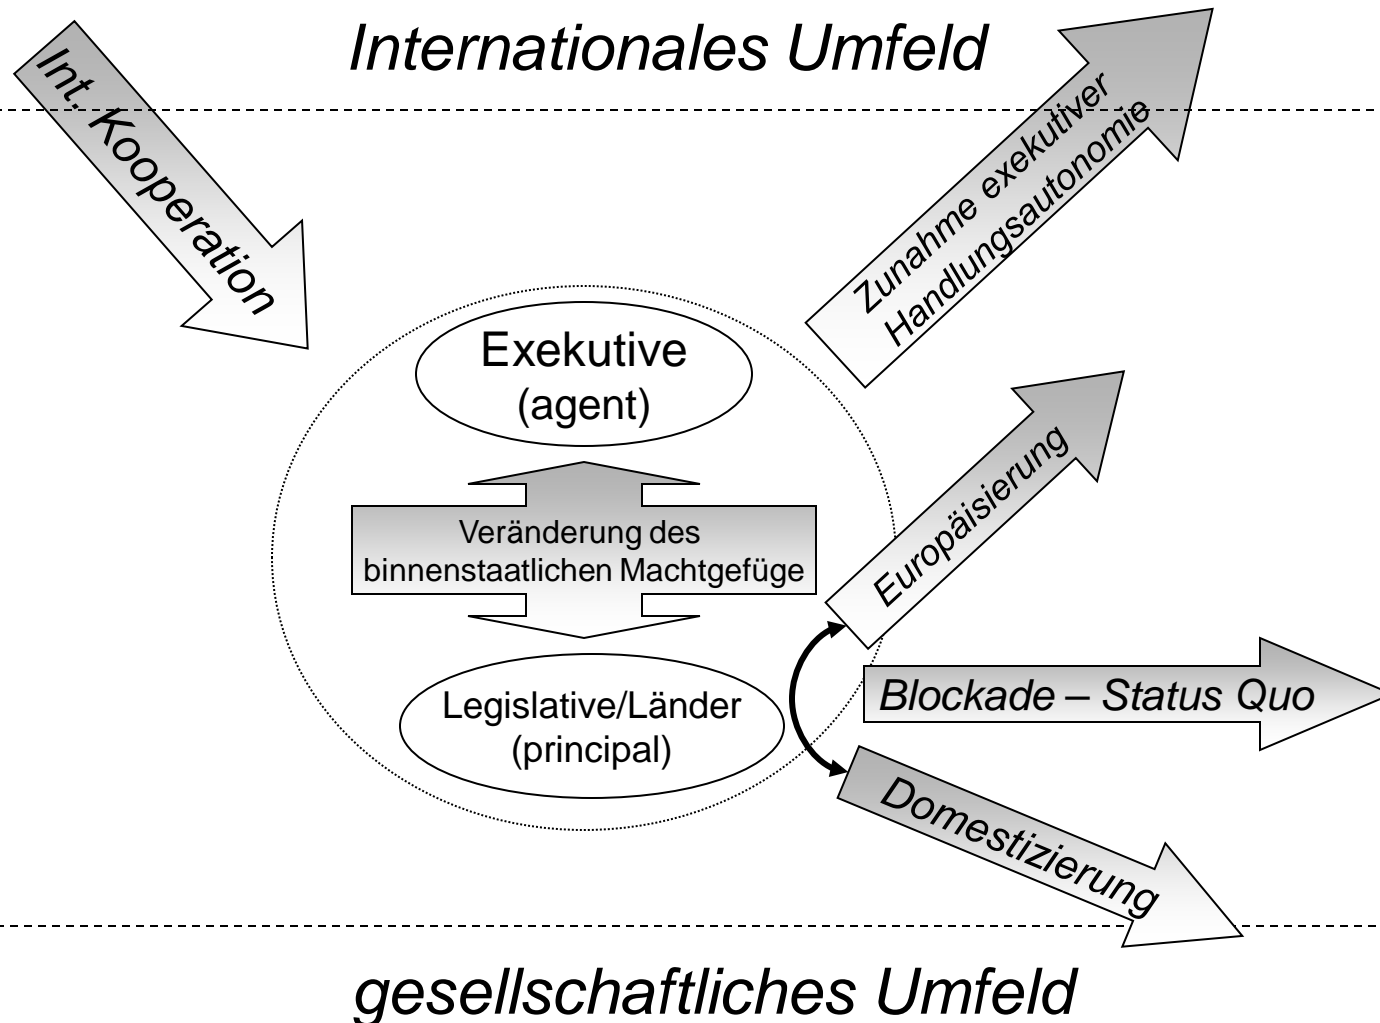 Internationales Umfeld
Int. Kooperation
Zunahme exekutiver
Handlungsautonomie
Exekutive
(agent)
Veränderung des
binnenstaatlichen Machtgefüge
Europäisierung
Legislative/Länder
(principal)
Blockade – Status Quo
Domestizierung
gesellschaftliches Umfeld